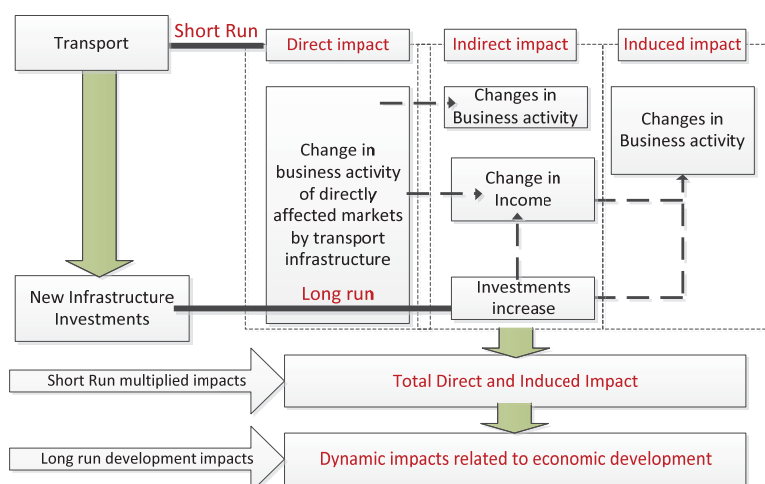 Transport
Short Run
Direct impact
Indirect impact
Induced impact
Changes in
Business activity
Changes in
Business activity
Change in
business activity
of directly
affected markets
by transport
infrastructure
Change in
Income
Long run
New Infrastructure
Investments
Investments
increase
Short Run multiplied impacts
Total Direct and Induced Impact
Long run development impacts
Dynamic impacts related to economic development